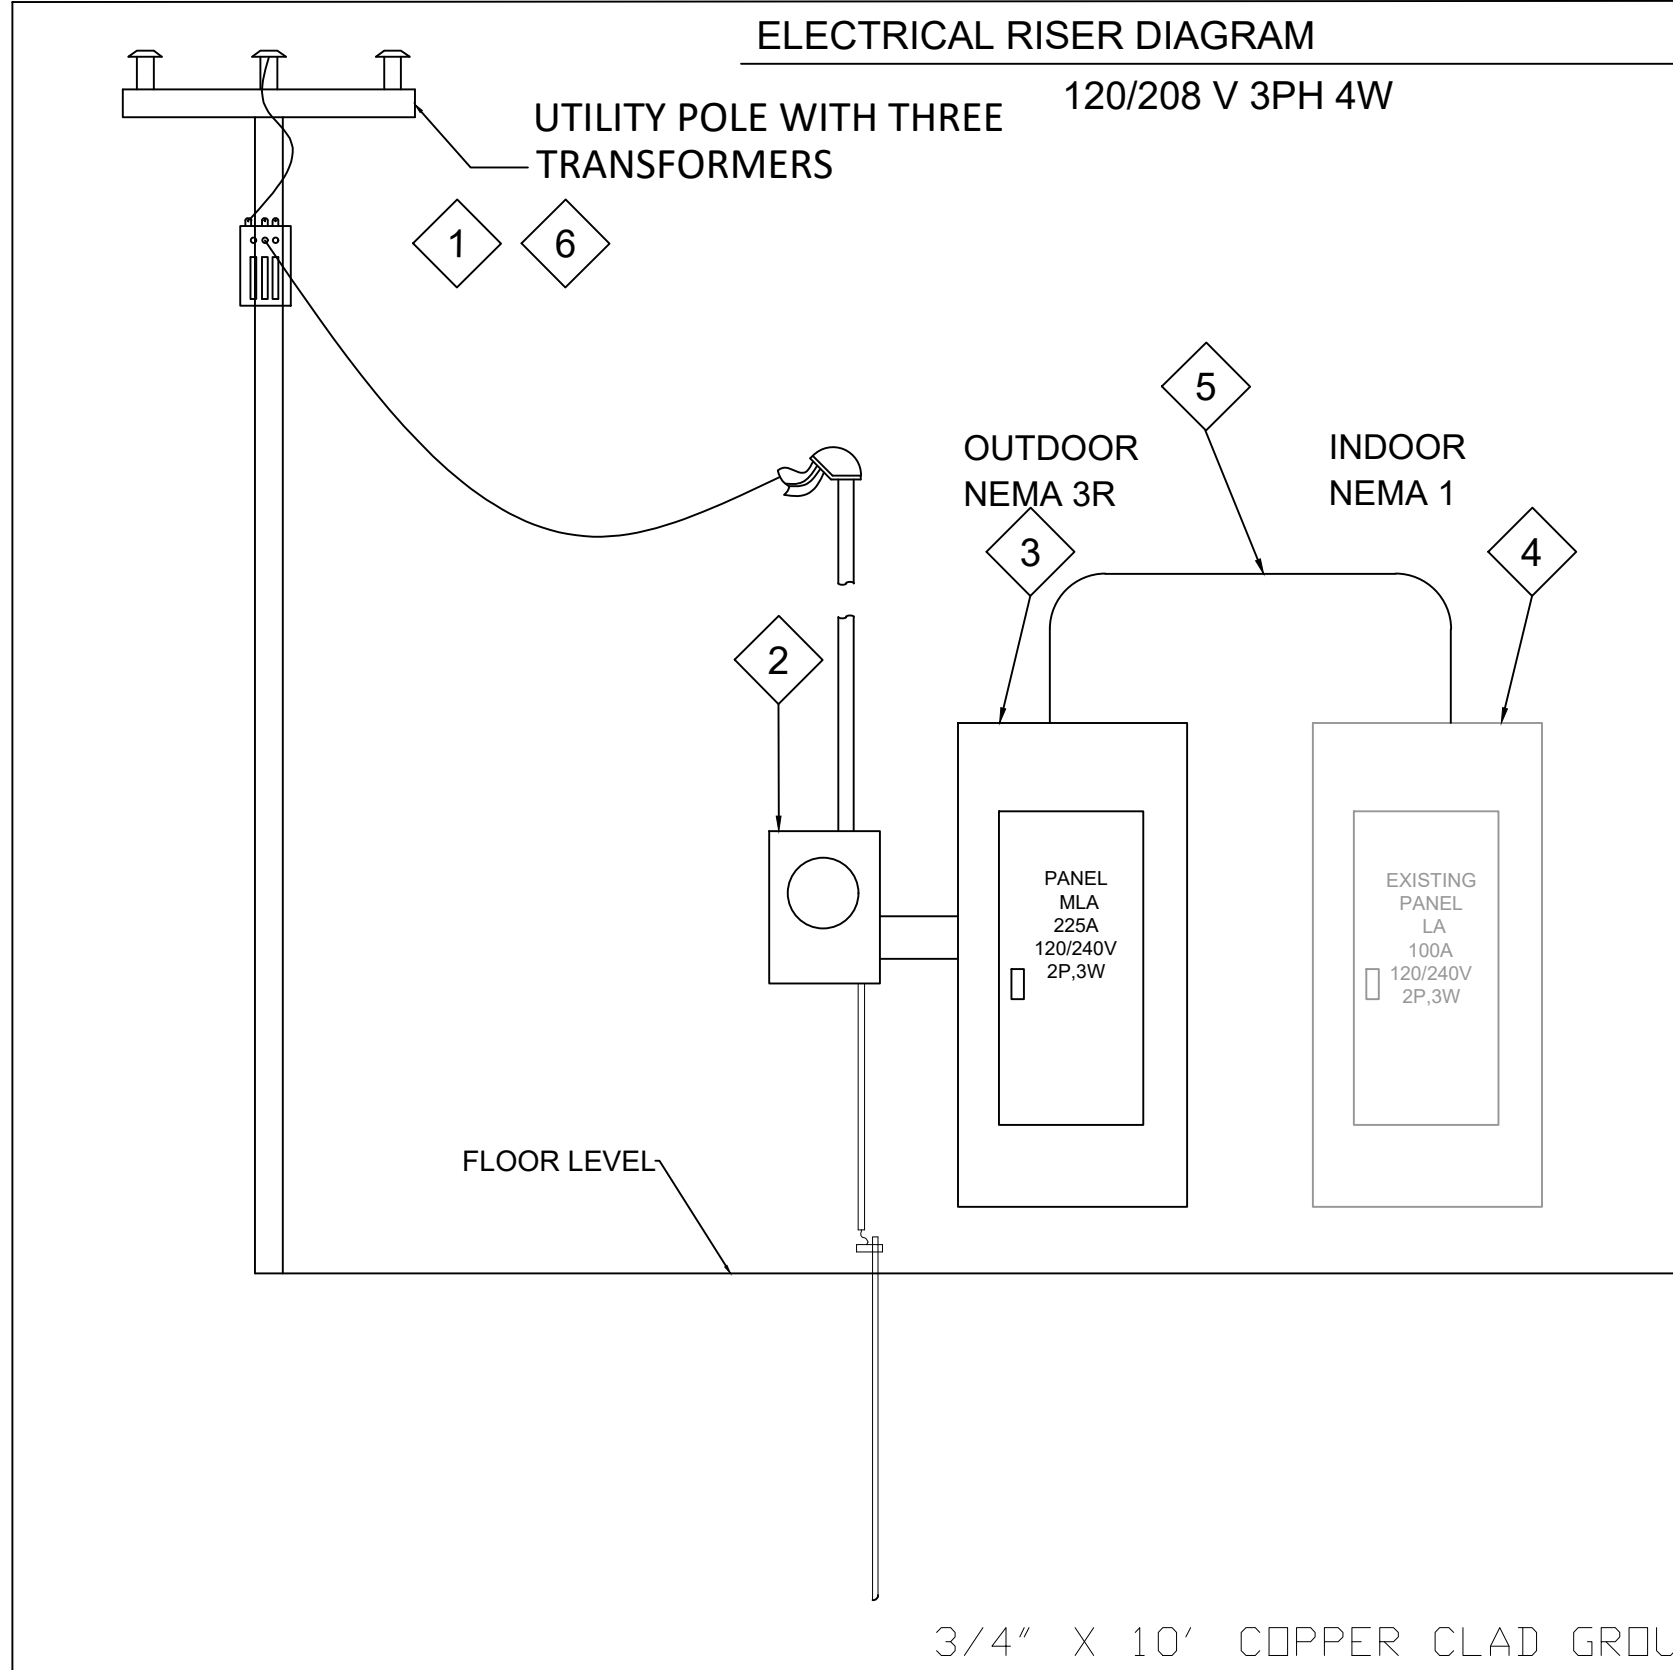 ELECTRICAL RISER DIAGRAM
120/208 V 3PH 4W
UTILITY POLE WITH THREE
TRANSFORMERS
1
6
5
OUTDOOR
NEMA 3R
INDOOR
NEMA 1
3
4
2
PANEL
MLA
225A
120/240V
2P,3W
EXISTING
PANEL
LA
100A
120/240V
2P,3W
FLOOR LEVEL
3/4" X 10' COPPER CLAD GROU